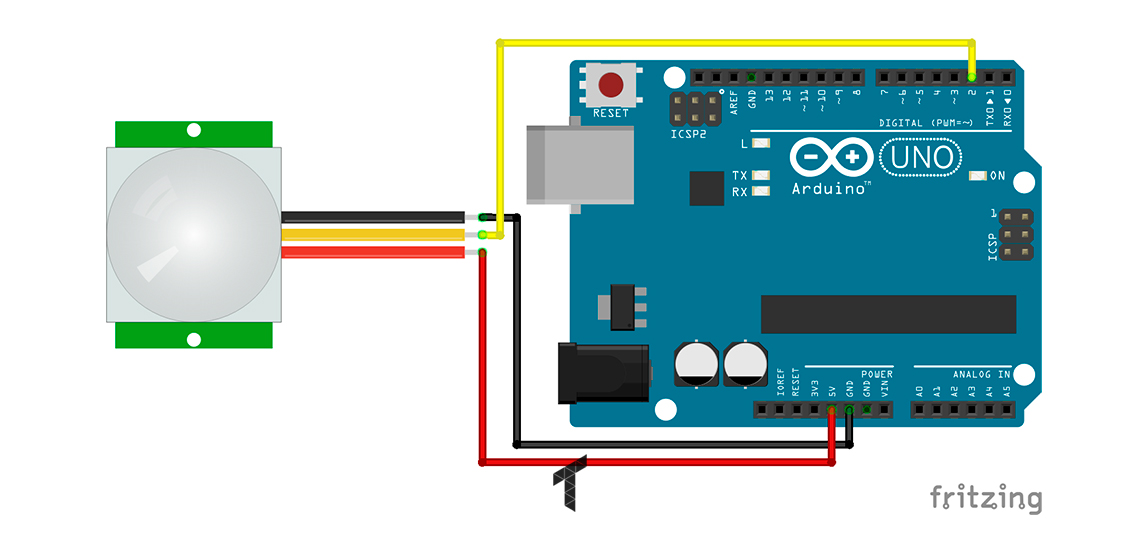 RESET
ICSP2
AREF
GND
13
12
~11
~10
~9
8
7
~6
~5
4
~3
2
TX0▶1
RX0◀0
DIGITAL (PWM=~)
L
TX
RX
UNO
Arduino™
ON
1
ICSP
POWER
ANALOG IN
IOREF
RESET
3V3
5V
GND
GND
VIN
A0
A1
A2
A3
A4
A5
fritzing